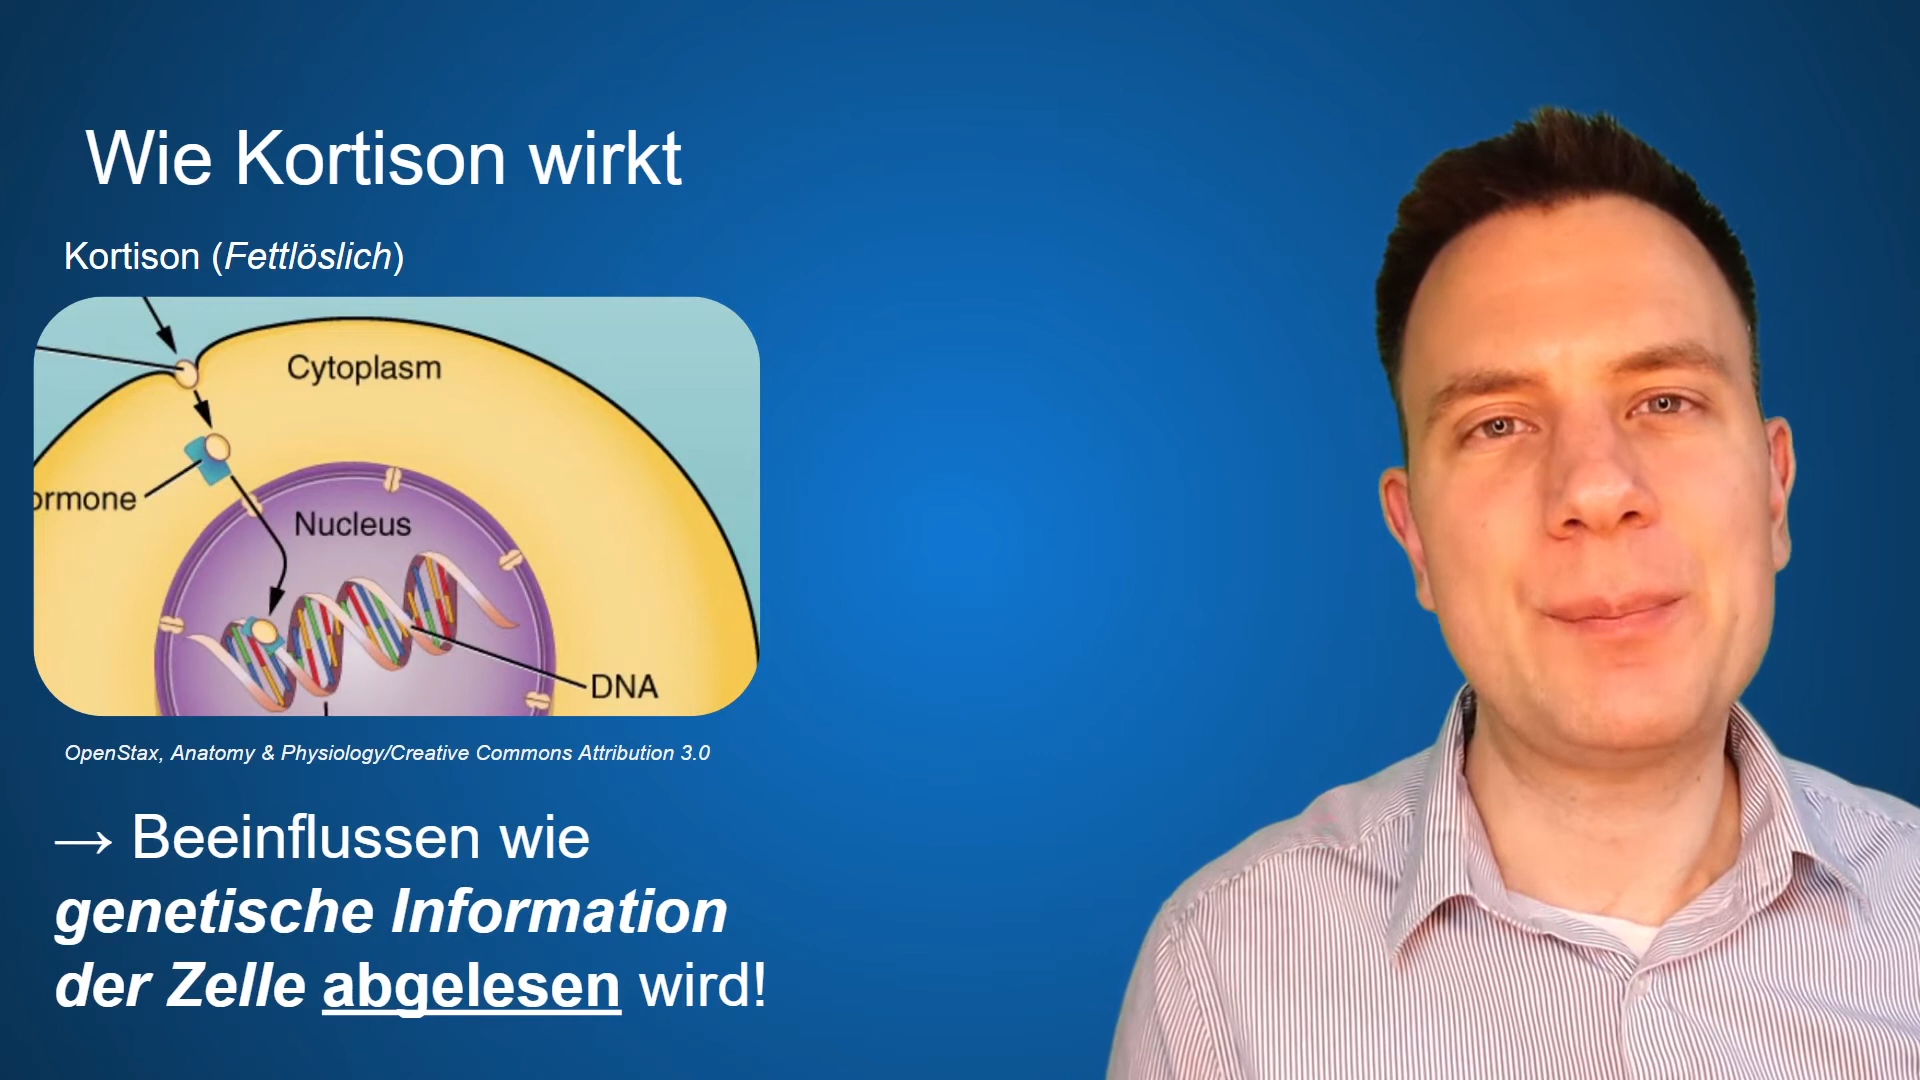 Wie Kortison wirkt
Kortison (Fettlöslich)
Cytoplasm
ormone
Nucleus
DNA
OpenStax, Anatomy & Physiology/Creative Commons Attribution 3.0
→ Beeinflussen wie
genetische Information
der Zelle abgelesen wird!